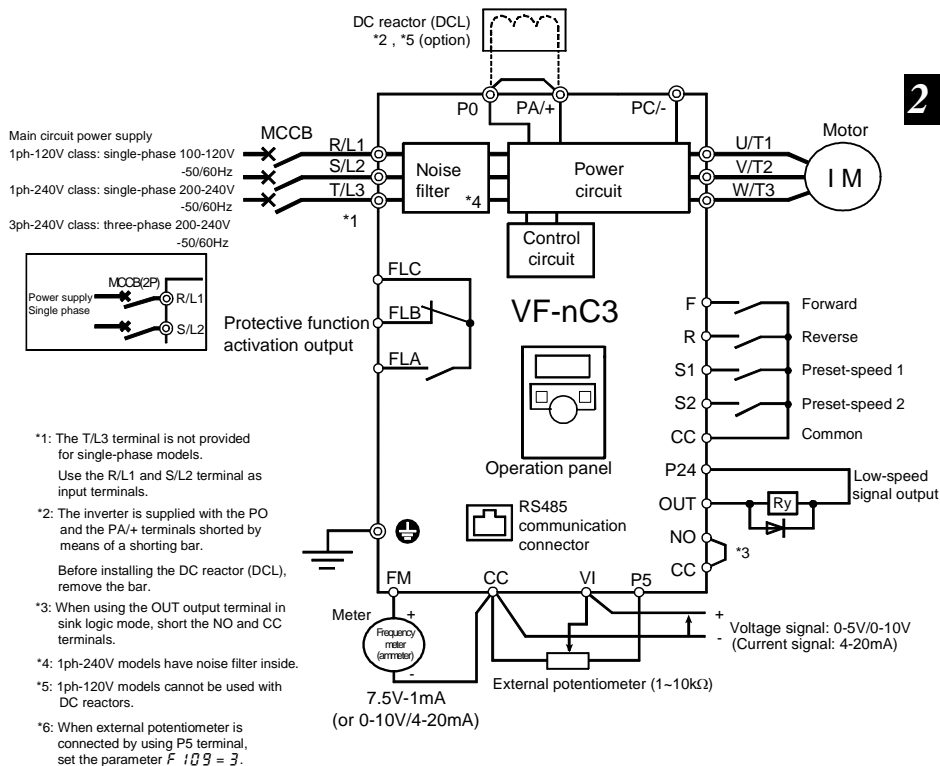 DC reactor (DCL)
*2 , *5 (option)
2
P0
PA/+
PC/-
Main circuit power supply
1ph-120V class: single-phase 100-120V
-50/60Hz
1ph-240V class: single-phase 200-240V
-50/60Hz
3ph-240V class: three-phase 200-240V
-50/60Hz
MCCB
R/L1
S/L2
T/L3
*1
Noise
filter
*4
Power
circuit
Control
circuit
U/T1
V/T2
W/T3
Motor
I M
MCCB(2P)
Power supply
Single phase
R/L1
S/L2
Protective function
activation output
FLC
FLB
FLA
VF-nC3
Operation panel
RS485
communication
connector
F
Forward
R
Reverse
S1
Preset-speed 1
S2
Preset-speed 2
CC
Common
P24
OUT
Ry
Low-speed
signal output
NO
*3
CC
FM
CC
VI
P5
Meter
+
Frequency
meter
(ammeter)
-
7.5V-1mA
(or 0-10V/4-20mA)
External potentiometer (1~10kΩ)
+
-
Voltage signal: 0-5V/0-10V
(Current signal: 4-20mA)
*1: The T/L3 terminal is not provided
for single-phase models.
Use the R/L1 and S/L2 terminal as
input terminals.
*2: The inverter is supplied with the PO
and the PA/+ terminals shorted by
means of a shorting bar.
Before installing the DC reactor (DCL),
remove the bar.
*3: When using the OUT output terminal in
sink logic mode, short the NO and CC
terminals.
*4: 1ph-240V models have noise filter inside.
*5: 1ph-120V models cannot be used with
DC reactors.
*6: When external potentiometer is
connected by using P5 terminal,
set the parameter F 109 = 3.